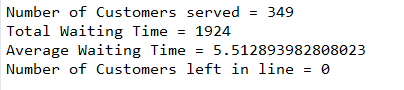 Number of Customers served = 349
Total Waiting Time = 1924
Average Waiting Time = 5.512893982808023
Number of Customers left in line = 0